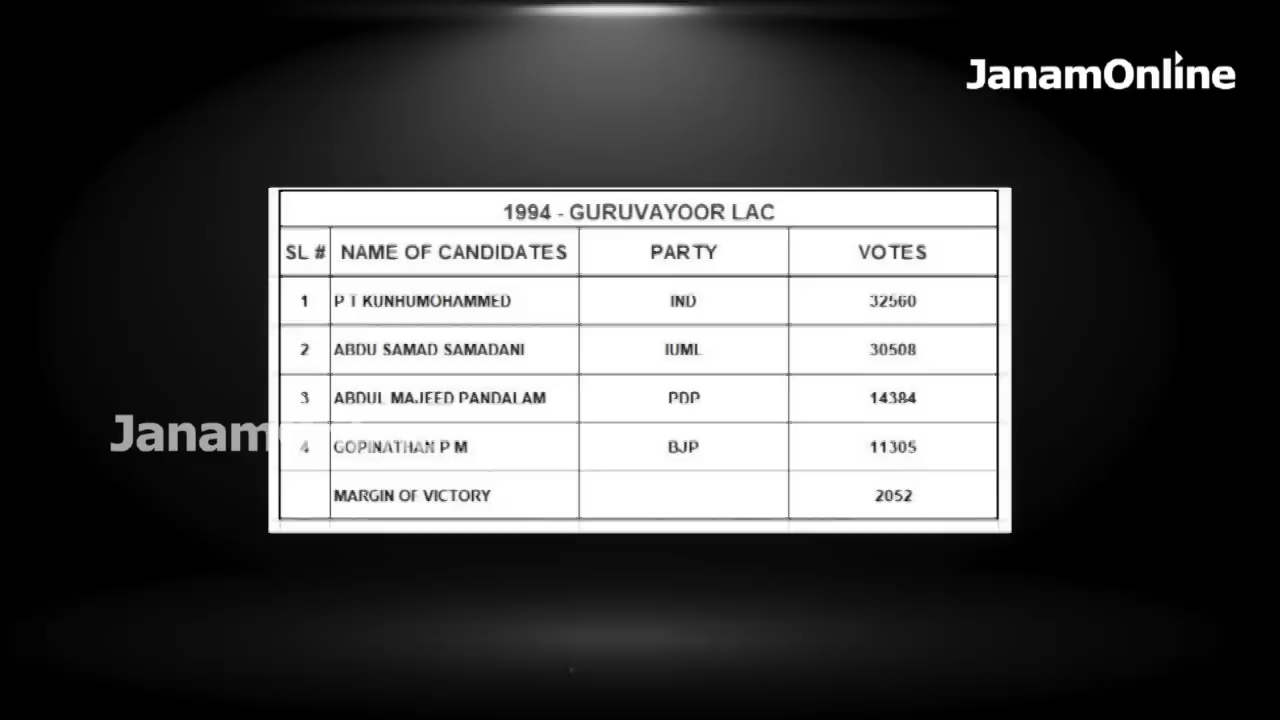 JanamOnline
1994 - GURUVAYOOR LAC
SL # NAME OF CANDIDATES PARTY VOTES
1 P T KUNHUMOHAMMED IND 32560
2 ABDU SAMAD SAMADANI IUML 30508
3 ABDUL MAJEED PANDALAM PDP 14384
4 GOPINATHAN P M BJP 11305
MARGIN OF VICTORY 2052
Janam